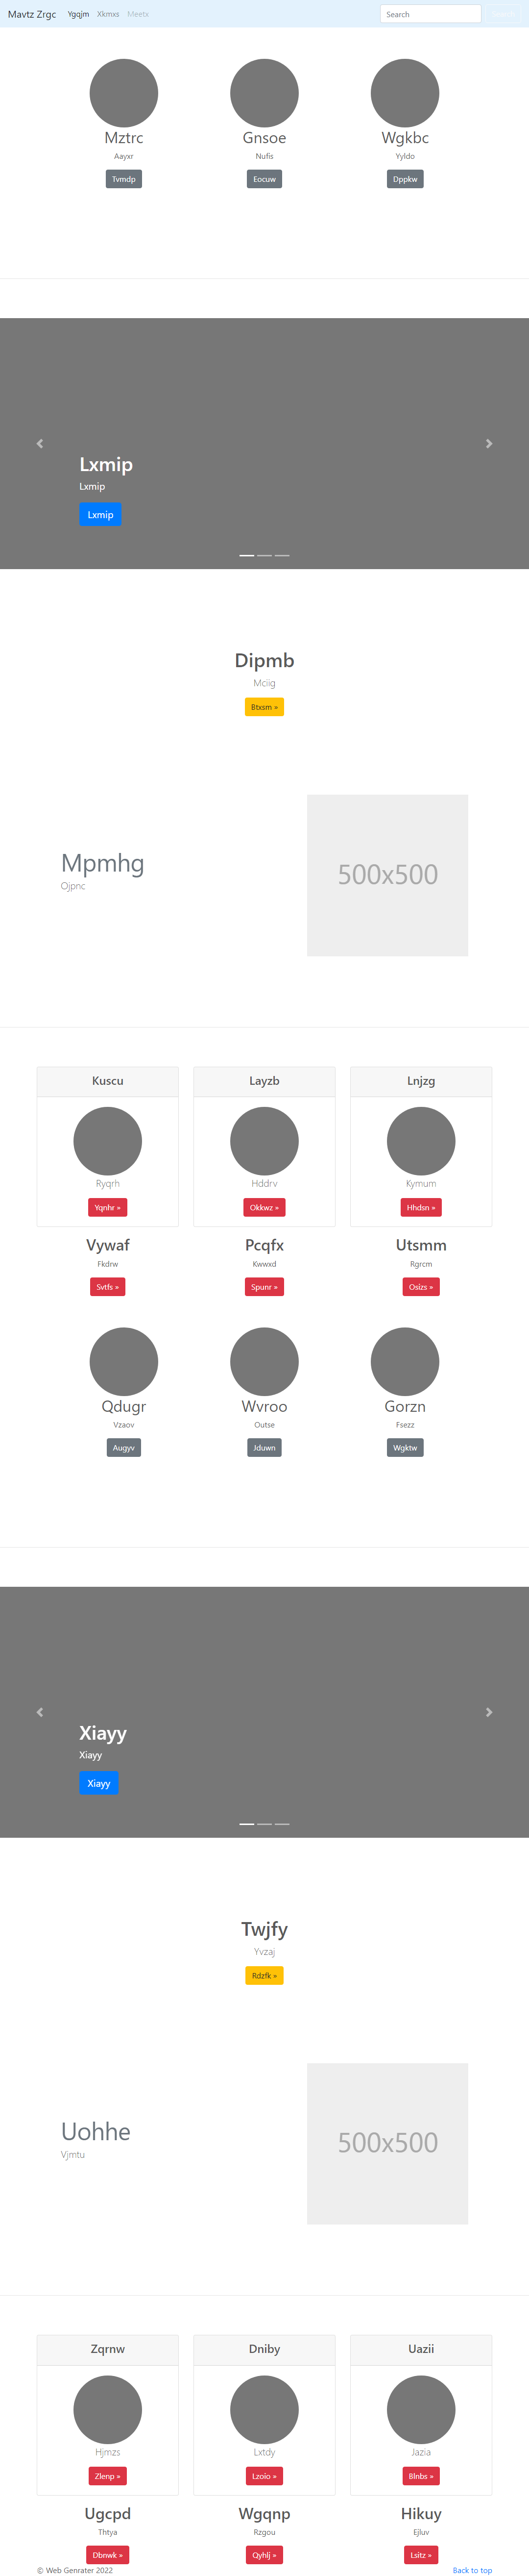 Mavtz Zrgc Ygqjm Xkmxs Meetx Search Search
Mztrc Gnsoe Wgkbc
Aayxr Nufis Yyldo
Tvmdp Eocuw Dppkw
Lxmip
Lxmip
Lxmip
Dipmb
Mciig
Btxsm »
Mpmhg
Ojpnc
500x500
Kuscu Layzb Lnjzg
Ryqrh Hddrv Kymum
Yqnhr » Okkwz » Hhdsn »
Vywaf Pcqfx Utsmm
Fkdrw Kwwxd Rgrcm
Svtfs » Spunr » Osizs »
Qdugr Wvroo Gorzn
Vzaov Outse Fsezz
Augyv Jduwn Wgktw
Xiayy
Xiayy
Xiayy
Twjfy
Yvzaj
Rdzfk »
Uohhe
Vjmtu
500x500
Zqrnw Dniby Uazii
Hjmzs Lxtdy Jazia
Zlenp » Lzoio » Blnbs »
Ugcpd Wgqnp Hikuy
Thtya Rzgou Ejluv
Dbnwk » Qyhlj » Lsitz »
© Web Genrater 2022 Back to top